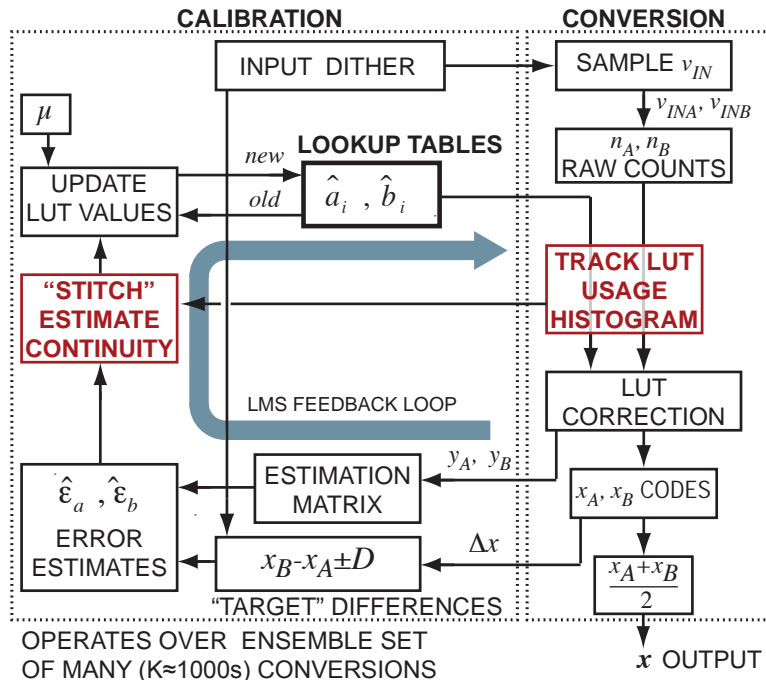 CALIBRATION
CONVERSION
INPUT DITHER
SAMPLE v_IN
μ
v_INA, v_INB
LOOKUP TABLES
new
old
â_i , b̂_i
n_A, n_B
RAW COUNTS
UPDATE
LUT VALUES
“STITCH”
ESTIMATE
CONTINUITY
TRACK LUT
USAGE
HISTOGRAM
LMS FEEDBACK LOOP
LUT
CORRECTION
y_A, y_B
ε̂_a , ε̂_b
ERROR
ESTIMATES
ESTIMATION
MATRIX
x_A, x_B CODES
x_B-x_A±D
Δx
x_A+x_B
2
“TARGET” DIFFERENCES
OPERATES OVER ENSEMBLE SET
OF MANY (K≈1000s) CONVERSIONS
x OUTPUT